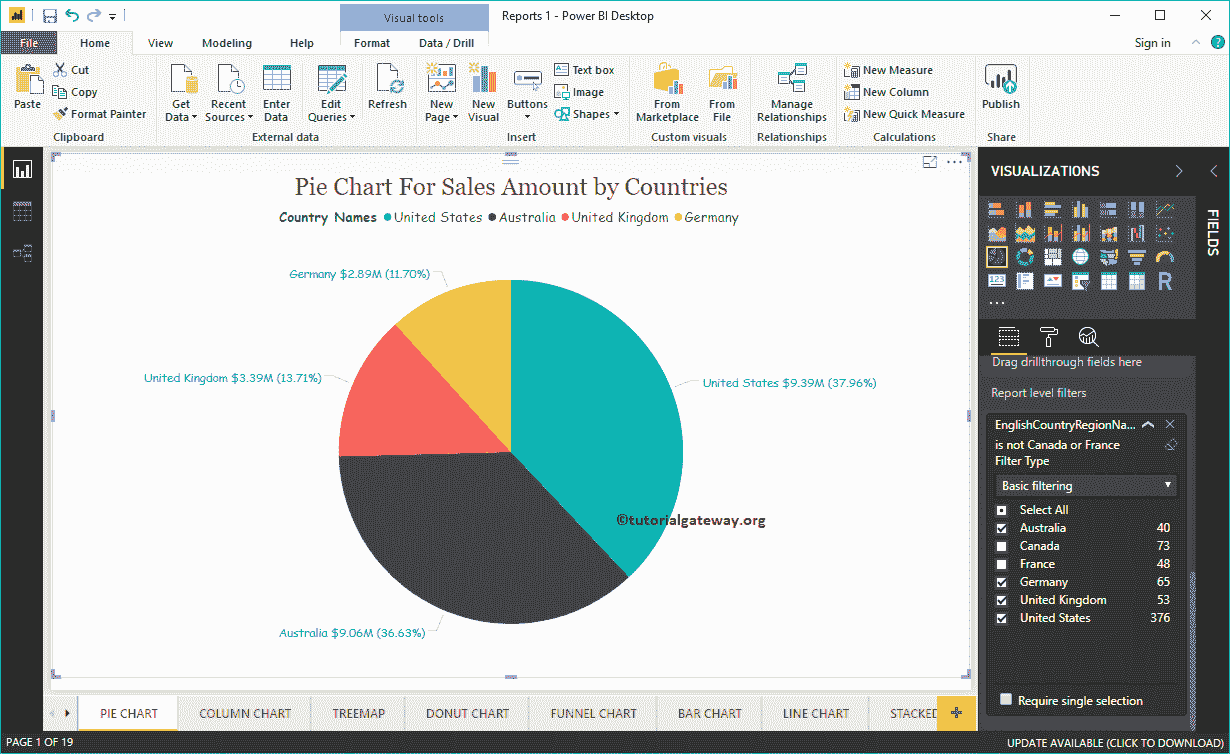 Visual tools
Reports 1 - Power BI Desktop
File Home View Modeling Help Format Data / Drill Sign in ?
Paste
Cut
Copy
Format Painter
Clipboard
Get Data
Recent Sources
Enter Data
Edit Queries
External data
Refresh
New Page
New Visual
Buttons
Text box
Image
Shapes
Insert
From Marketplace
From File
Custom visuals
Manage Relationships
Relationships
New Measure
New Column
New Quick Measure
Calculations
Publish
Share
Pie Chart For Sales Amount by Countries
Country Names United States Australia United Kingdom Germany
Germany $2.89M (11.70%)
United Kingdom $3.39M (13.71%)
United States $9.39M (37.96%)
©tutorialgateway.org
Australia $9.06M (36.63%)
VISUALIZATIONS
FIELDS
123
R
Drag drillthrough fields here
Report level filters
EnglishCountryRegionNa...
is not Canada or France
Filter Type
Basic filtering
Select All
Australia 40
Canada 73
France 48
Germany 65
United Kingdom 53
United States 376
Require single selection
PIE CHART COLUMN CHART TREEMAP DONUT CHART FUNNEL CHART BAR CHART LINE CHART STACKED
PAGE 1 OF 19
UPDATE AVAILABLE (CLICK TO DOWNLOAD)